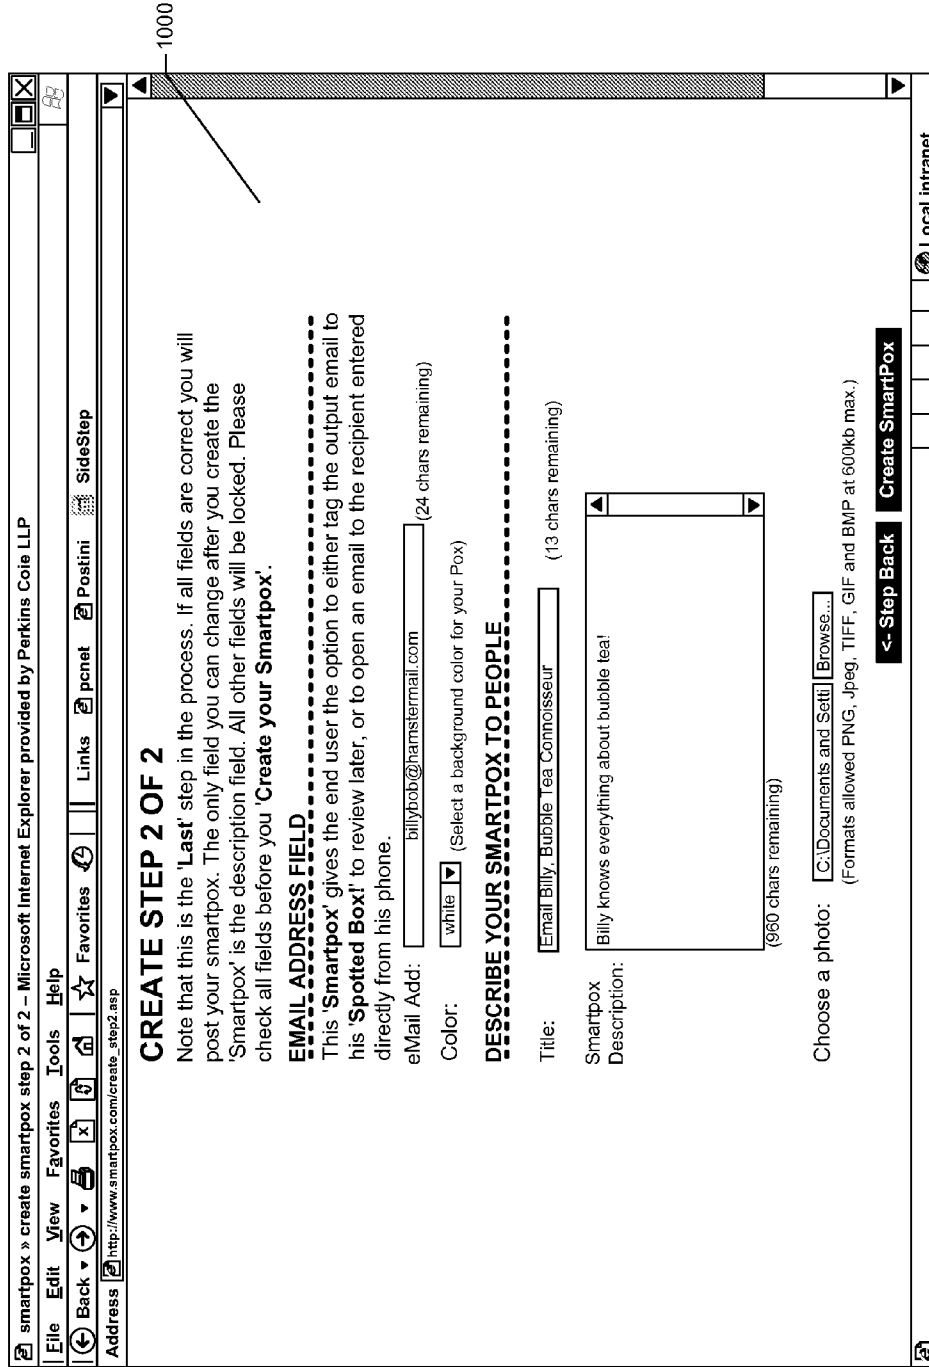 1000
smartpox » create smartpox step 2 of 2 – Microsoft Internet Explorer provided by Perkins Coie LLP
File Edit View Favorites Tools Help
Back Favorites Links pcnet Postini SideStep
Address http://www.smartpox.com/create_step2.asp
CREATE STEP 2 OF 2
Note that this is the 'Last' step in the process. If all fields are correct you will
post your smartpox. The only field you can change after you create the
'Smartpox' is the description field. All other fields will be locked. Please
check all fields before you 'Create your Smartpox'.
EMAIL ADDRESS FIELD
This 'Smartpox' gives the end user the option to either tag the output email to
his 'Spotted Box!' to review later, or to open an email to the recipient entered
directly from his phone.
eMail Add: billybob@hamstermail.com (24 chars remaining)
Color: white (Select a background color for your Pox)
DESCRIBE YOUR SMARTPOX TO PEOPLE
Title: Email Billy, Bubble Tea Connoisseur (13 chars remaining)
Smartpox
Description:
Billy knows everything about bubble tea!
(960 chars remaining)
Choose a photo: C:\Documents and Setti Browse...
(Formats allowed PNG, Jpeg, TIFF, GIF and BMP at 600kb max.)
<- Step Back Create SmartPox
Local intranet